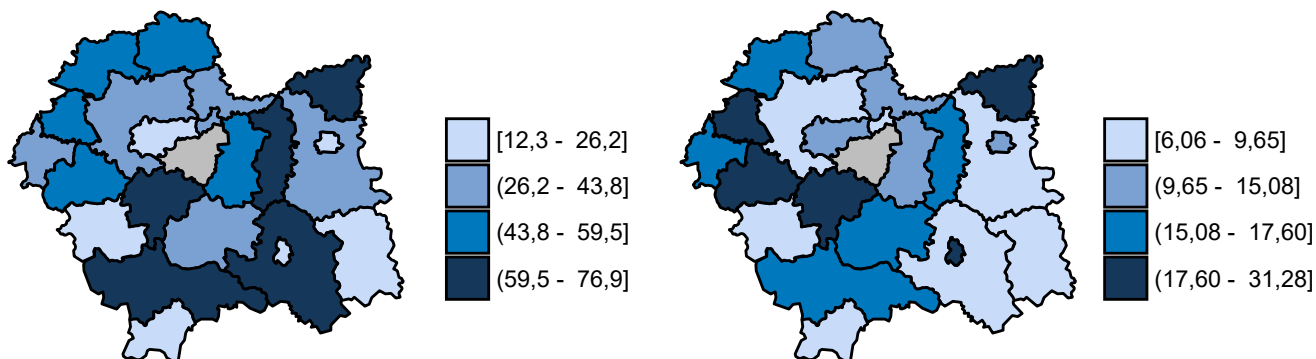 [12,3 - 26,2]
(26,2 - 43,8]
(43,8 - 59,5]
(59,5 - 76,9]
[6,06 - 9,65]
(9,65 - 15,08]
(15,08 - 17,60]
(17,60 - 31,28]